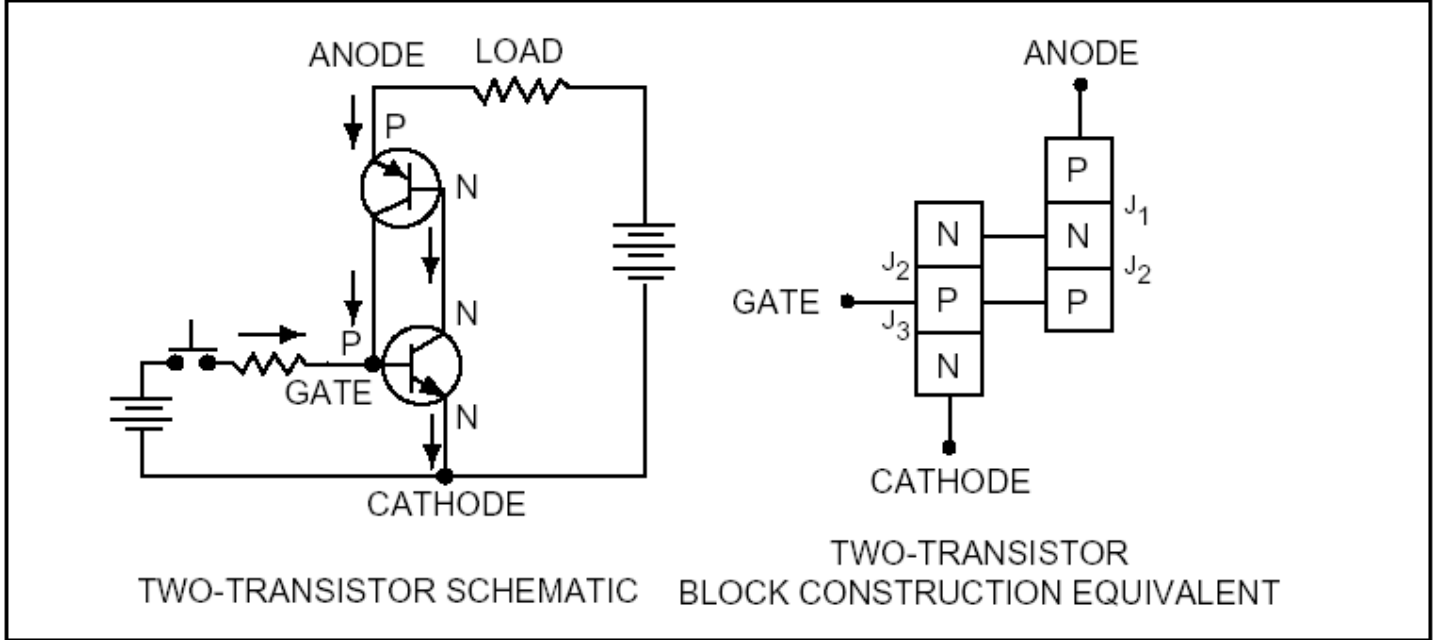 ANODE LOAD
P
N
N
P
GATE
N
CATHODE
TWO-TRANSISTOR SCHEMATIC
ANODE
P
J1
N N
J2 J2
GATE P P
J3
N
CATHODE
TWO-TRANSISTOR
BLOCK CONSTRUCTION EQUIVALENT